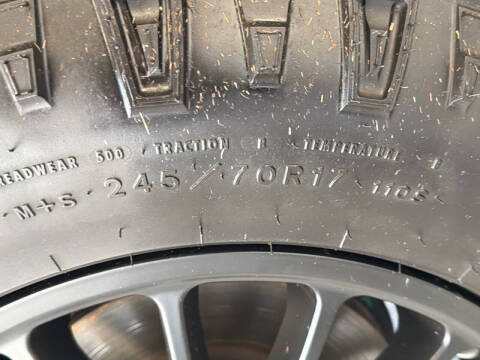 READWEAR 500 TRACTION B TEMPERATURE B
M+S 245/70R17 110S